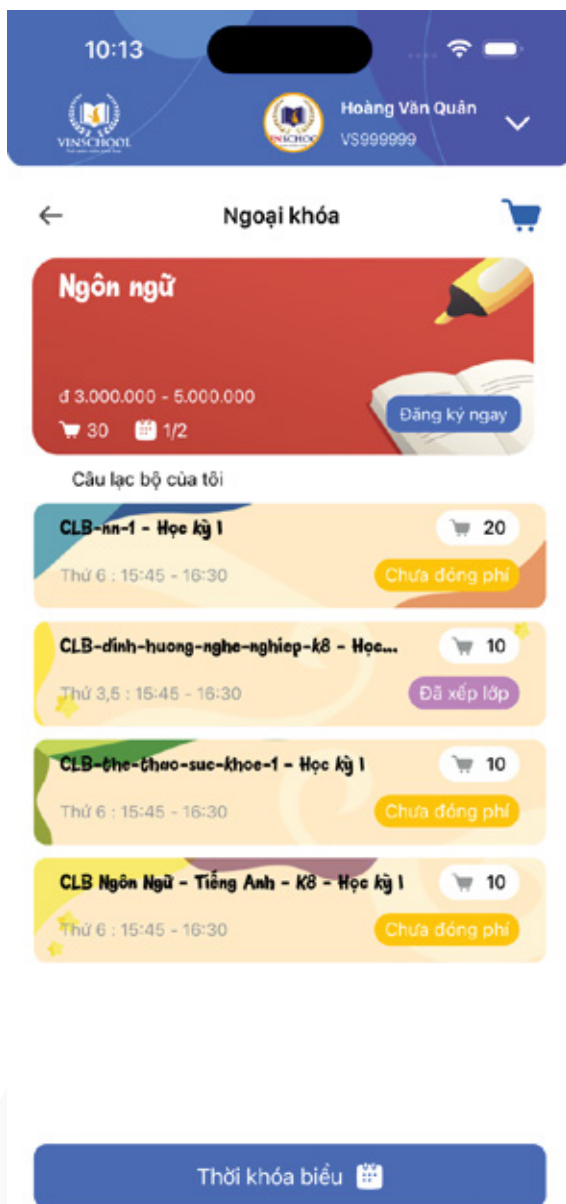 10:13
VINSCHOOL
Hoàng Văn Quân
VS999999
Ngoại khóa
Ngôn ngữ
đ 3.000.000 - 5.000.000
30 1/2
Đăng ký ngay
Câu lạc bộ của tôi
CLB-nn-1 - Học kỳ 1
20
Thứ 6 : 15:45 - 16:30
Chưa đóng phí
CLB-dinh-huong-nghe-nghiep-k8 - Học...
10
Thứ 3,5 : 15:45 - 16:30
Đã xếp lớp
CLB-the-thao-suc-khoe-1 - Học kỳ 1
10
Thứ 6 : 15:45 - 16:30
Chưa đóng phí
CLB Ngôn Ngữ - Tiếng Anh - K8 - Học kỳ 1
10
Thứ 6 : 15:45 - 16:30
Chưa đóng phí
Thời khóa biểu